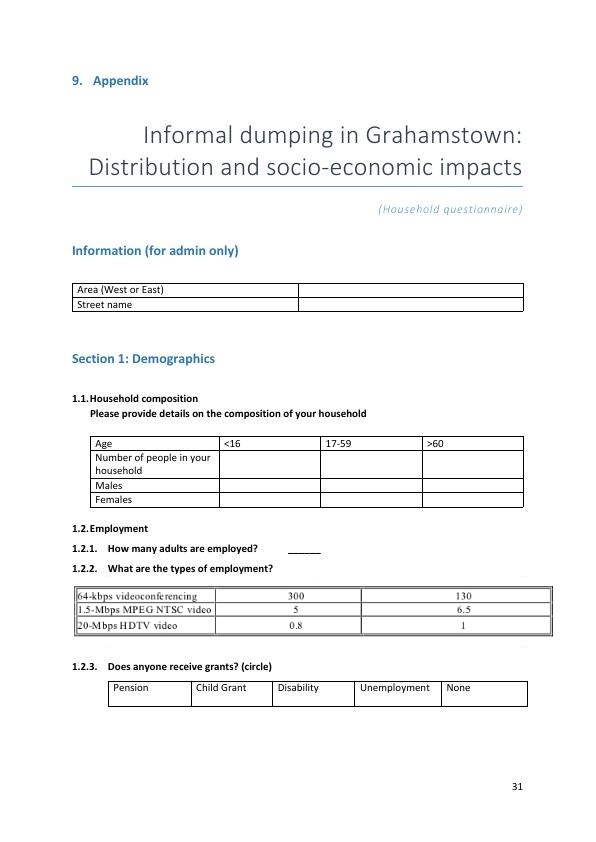 9. Appendix
Informal dumping in Grahamstown:
Distribution and socio-economic impacts
(Household questionnaire)
Information (for admin only)
Area (West or East)
Street name
Section 1: Demographics
1.1. Household composition
Please provide details on the composition of your household
Age <16 17-59 >60
Number of people in your
household
Males
Females
1.2. Employment
1.2.1. How many adults are employed? ______
1.2.2. What are the types of employment?
64-kbps videoconferencing 300 130
1.5-Mbps MPEG NTSC video 5 6.5
20-Mbps HDTV video 0.8 1
1.2.3. Does anyone receive grants? (circle)
Pension Child Grant Disability Unemployment None
31